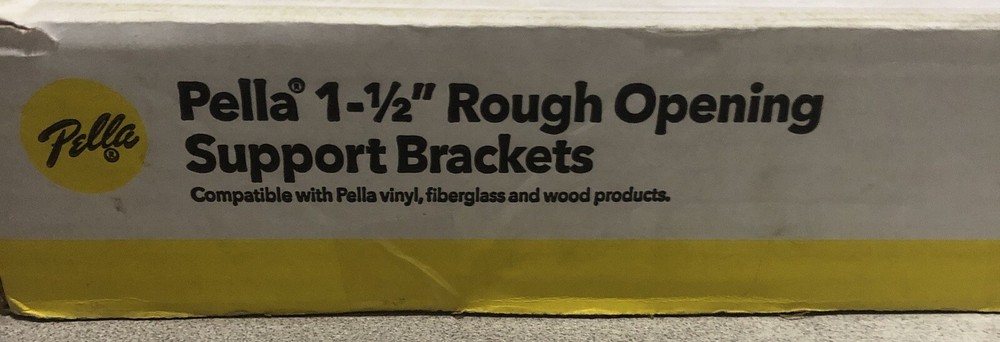 Pella®
Pella® 1-½" Rough Opening
Support Brackets
Compatible with Pella vinyl, fiberglass and wood products.